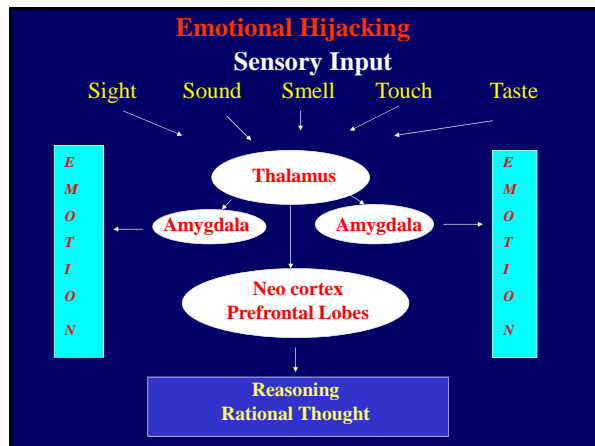 Emotional Hijacking
Sensory Input
Sight Sound Smell Touch Taste
E M O T I O N
Thalamus
Amygdala Amygdala
E M O T I O N
Neo cortex
Prefrontal Lobes
Reasoning
Rational Thought